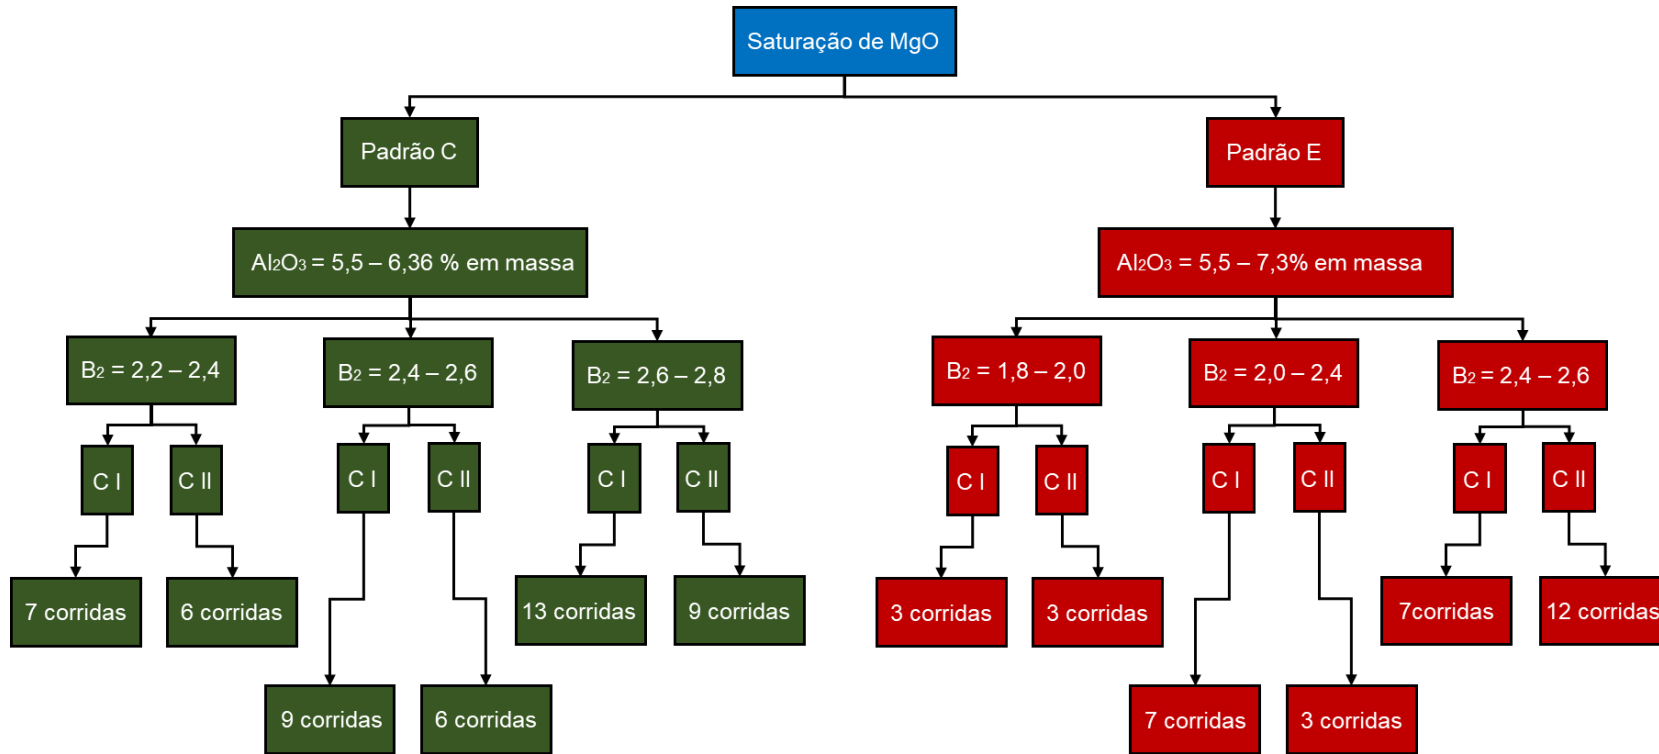 Saturação de MgO
Padrão C
Padrão E
Al₂O₃ = 5,5 – 6,36 % em massa
Al₂O₃ = 5,5 – 7,3% em massa
B₂ = 2,2 – 2,4
B₂ = 2,4 – 2,6
B₂ = 2,6 – 2,8
B₂ = 1,8 – 2,0
B₂ = 2,0 – 2,4
B₂ = 2,4 – 2,6
C I
C II
C I
C II
C I
C II
C I
C II
C I
C II
C I
C II
7 corridas
6 corridas
13 corridas
9 corridas
3 corridas
3 corridas
7corridas
12 corridas
9 corridas
6 corridas
7 corridas
3 corridas